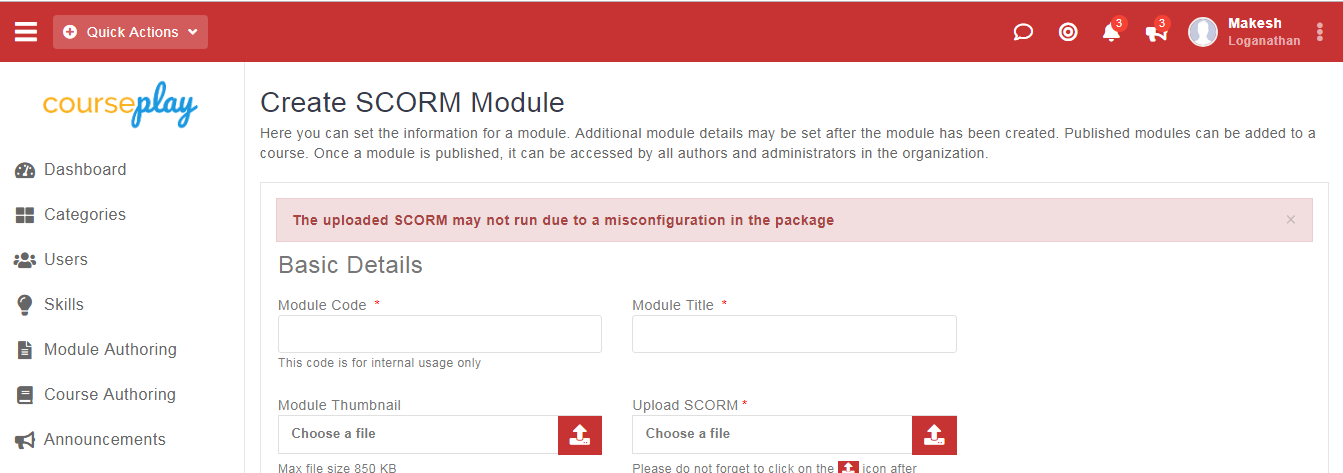 Quick Actions
3
3
Makesh
Loganathan
courseplay
Dashboard
Categories
Users
Skills
Module Authoring
Course Authoring
Announcements
Create SCORM Module
Here you can set the information for a module. Additional module details may be set after the module has been created. Published modules can be added to a
course. Once a module is published, it can be accessed by all authors and administrators in the organization.
The uploaded SCORM may not run due to a misconfiguration in the package
×
Basic Details
Module Code *
Module Title *
This code is for internal usage only
Module Thumbnail
Upload SCORM *
Choose a file
Choose a file
Max file size 850 KB
Please do not forget to click on the icon after